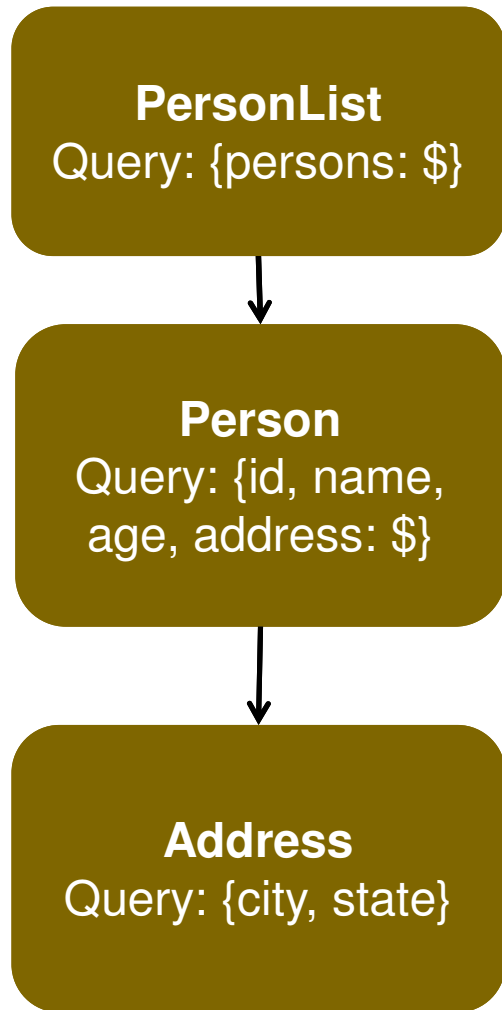 PersonList
Query: {persons: $}
Person
Query: {id, name,
age, address: $}
Address
Query: {city, state}